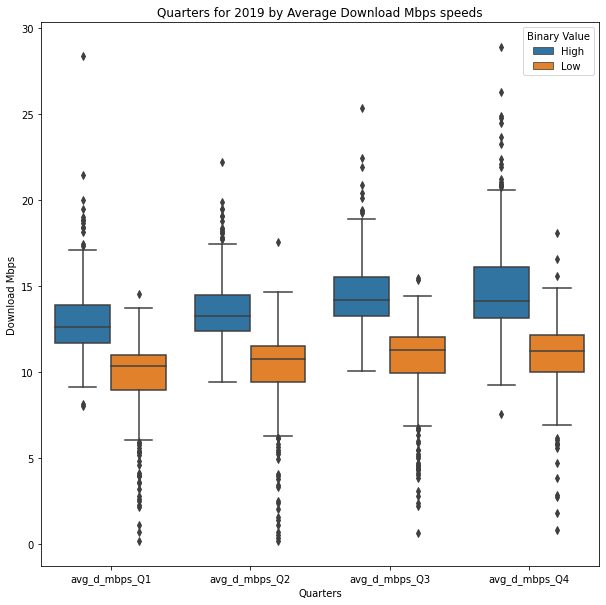 Quarters for 2019 by Average Download Mbps speeds
Binary Value
High
Low
30
25
20
15
10
5
0
Download Mbps
avg_d_mbps_Q1
avg_d_mbps_Q2
avg_d_mbps_Q3
avg_d_mbps_Q4
Quarters